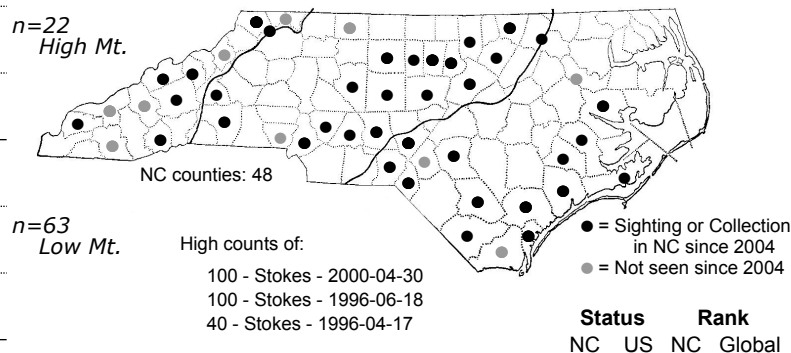 n=22
High Mt.
NC counties: 48
n=63
Low Mt.
High counts of:
100 - Stokes - 2000-04-30
100 - Stokes - 1996-06-18
40 - Stokes - 1996-04-17
= Sighting or Collection
in NC since 2004
= Not seen since 2004
Status Rank
NC US NC Global